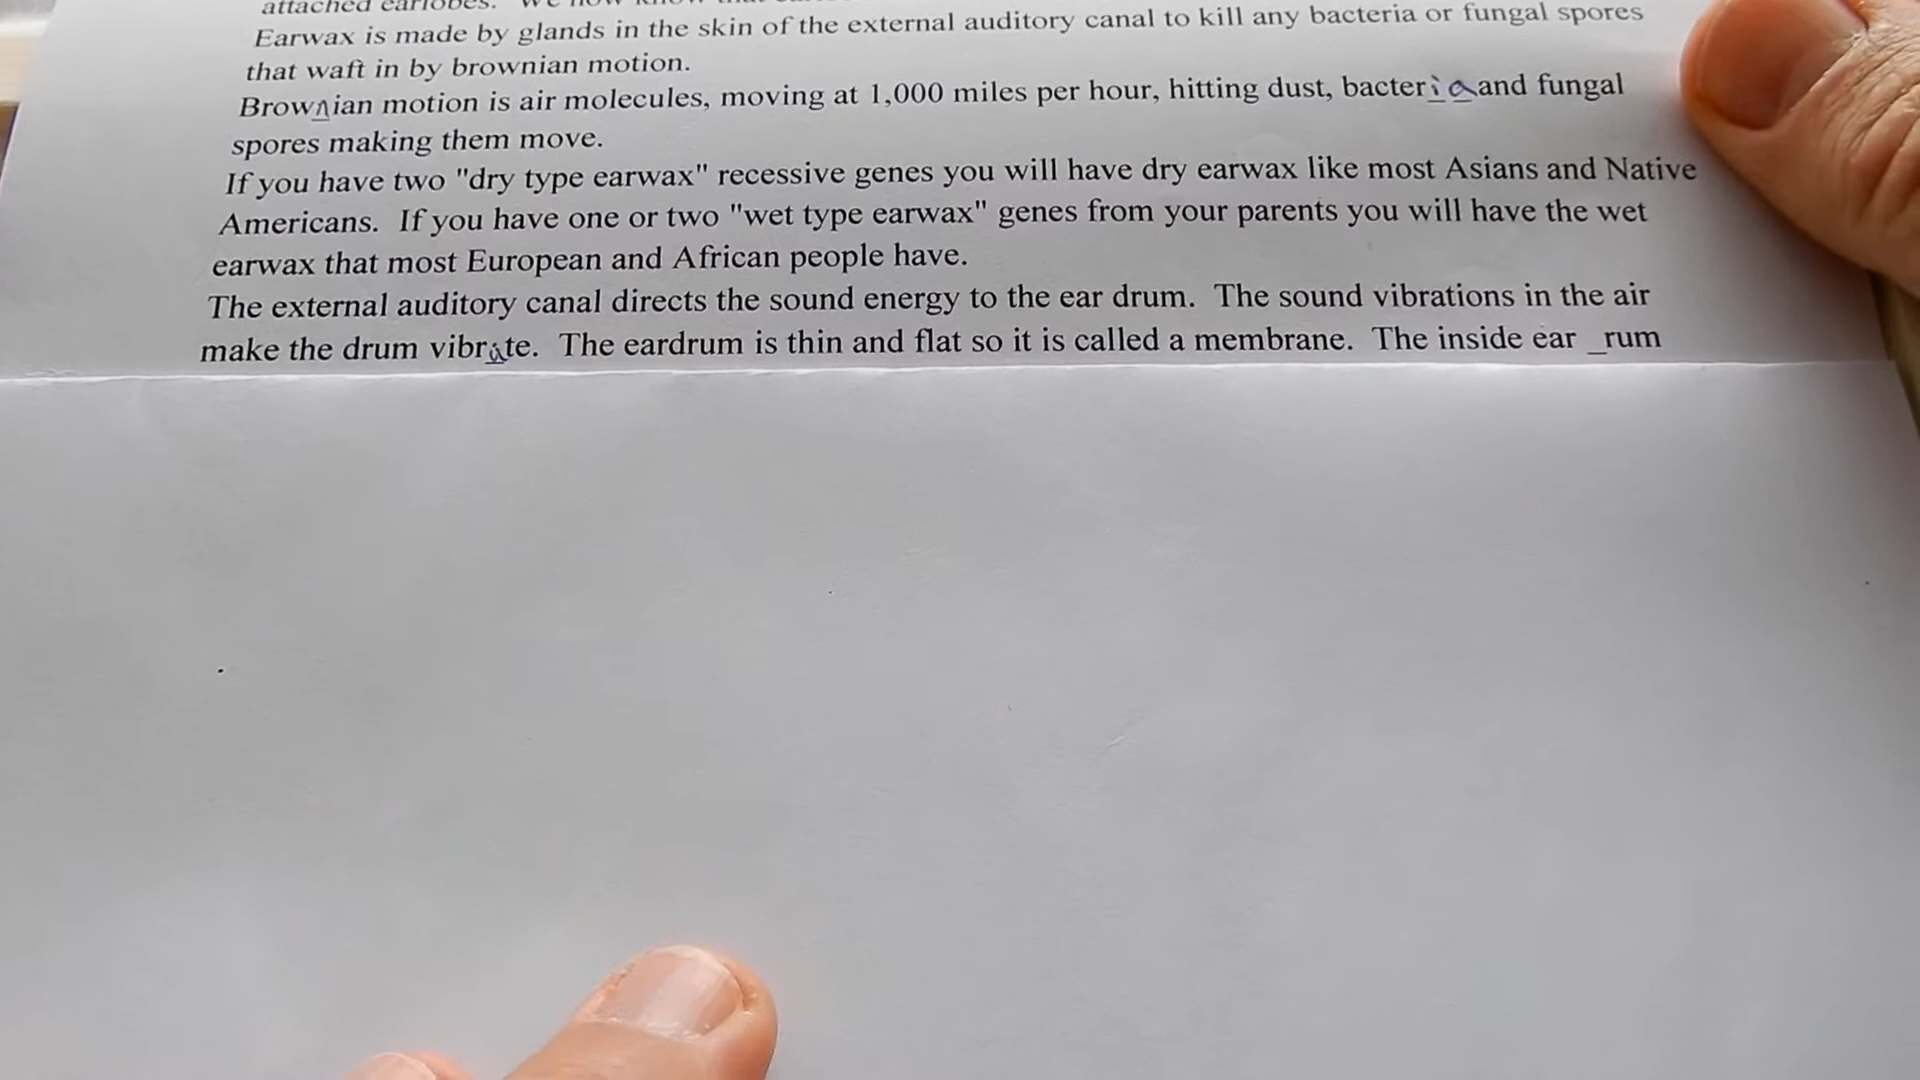 attached earlobes. We now know that
Earwax is made by glands in the skin of the external auditory canal to kill any bacteria or fungal spores
that waft in by brownian motion.
Brownian motion is air molecules, moving at 1,000 miles per hour, hitting dust, bacteria and fungal
spores making them move.
If you have two "dry type earwax" recessive genes you will have dry earwax like most Asians and Native
Americans. If you have one or two "wet type earwax" genes from your parents you will have the wet
earwax that most European and African people have.
The external auditory canal directs the sound energy to the ear drum. The sound vibrations in the air
make the drum vibrate. The eardrum is thin and flat so it is called a membrane. The inside ear _rum